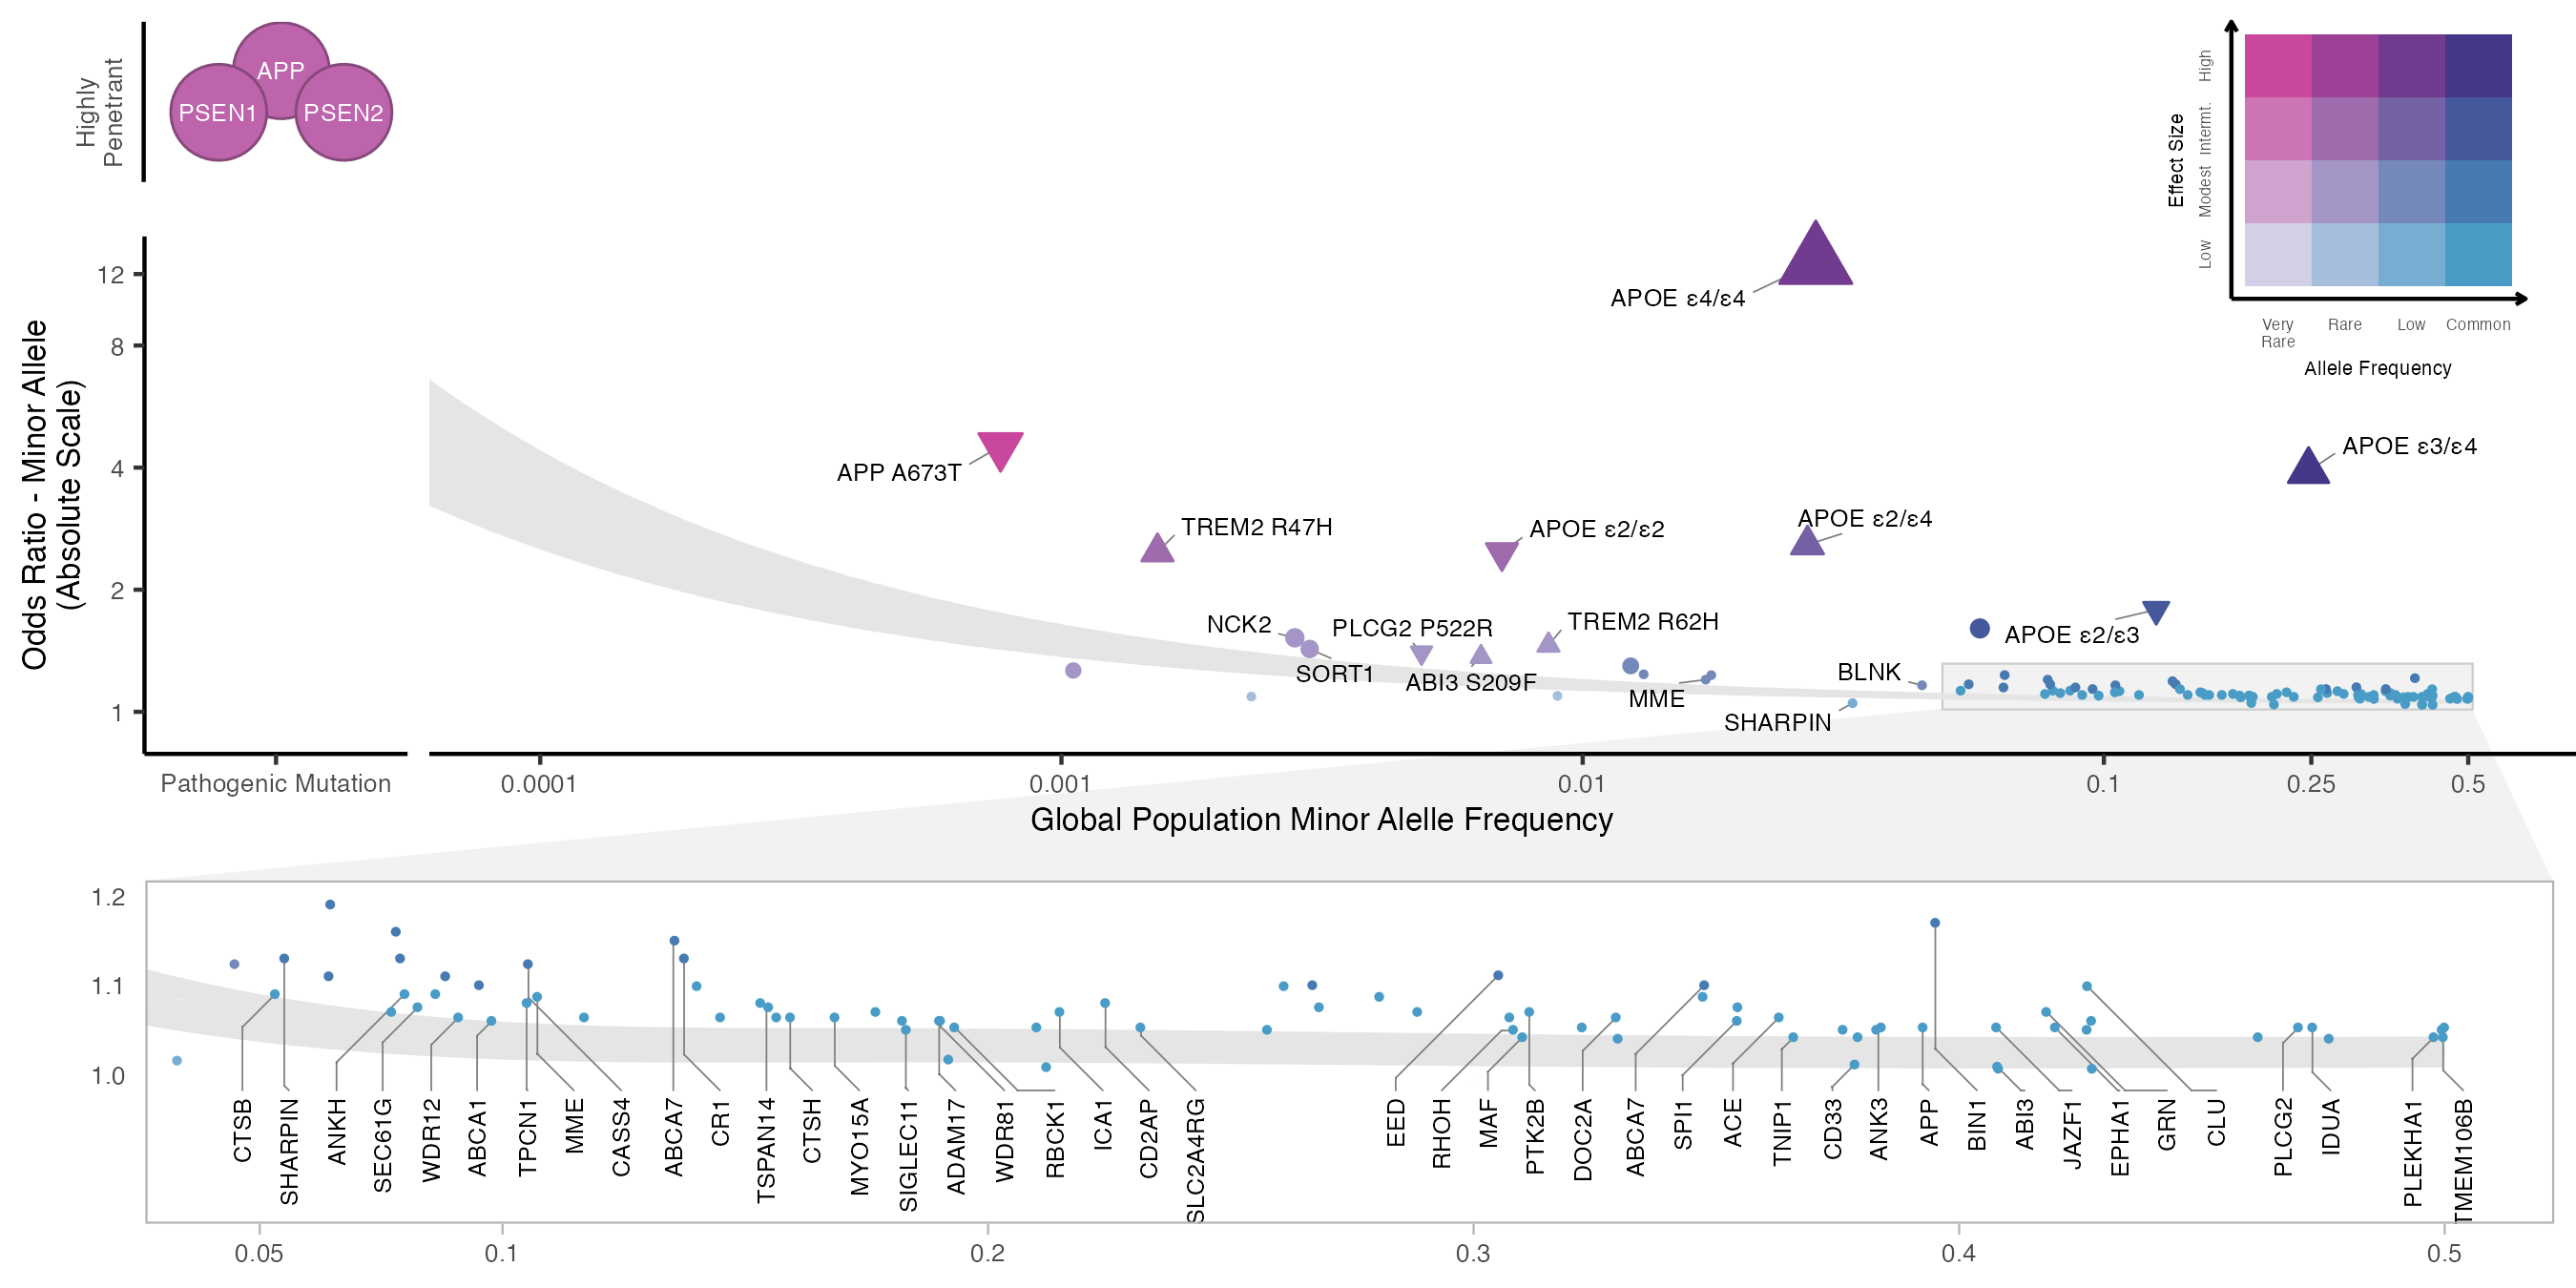 Highly
Penetrant
APP
PSEN1
PSEN2
Odds Ratio - Minor Allele
(Absolute Scale)
12
8
4
2
1
APOE ε4/ε4
APP A673T
APOE ε3/ε4
TREM2 R47H
APOE ε2/ε2
APOE ε2/ε4
NCK2
PLCG2 P522R
TREM2 R62H
APOE ε2/ε3
SORT1
ABI3 S209F
MME
BLNK
SHARPIN
Effect Size
High
Intermt.
Modest
Low
Very
Rare
Rare
Low
Common
Allele Frequency
Pathogenic Mutation
0.0001
0.001
0.01
0.1
0.25
0.5
Global Population Minor Alelle Frequency
1.2
1.1
1.0
CTSB
SHARPIN
ANKH
SEC61G
WDR12
ABCA1
TPCN1
MME
CASS4
ABCA7
CR1
TSPAN14
CTSH
MYO15A
SIGLEC11
ADAM17
WDR81
RBCK1
ICA1
CD2AP
SLC2A4RG
EED
RHOH
MAF
PTK2B
DOC2A
ABCA7
SPI1
ACE
TNIP1
CD33
ANK3
APP
BIN1
ABI3
JAZF1
EPHA1
GRN
CLU
PLCG2
IDUA
PLEKHA1
TMEM106B
0.05
0.1
0.2
0.3
0.4
0.5